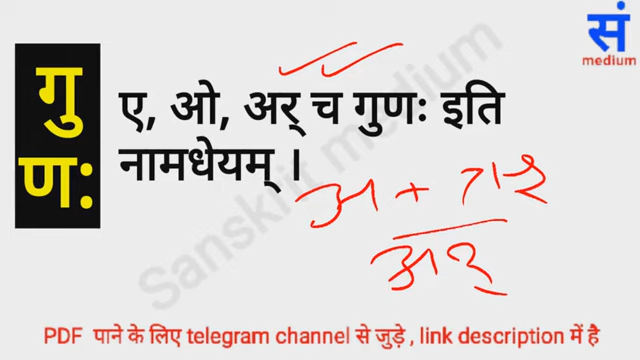 सं
medium
गु
णः
ए, ओ, अर् च गुणः इति
नामधेयम् ।
अ +
अर्
Sanskrit medium
PDF पाने के लिए telegram channel से जुड़े , link description में है